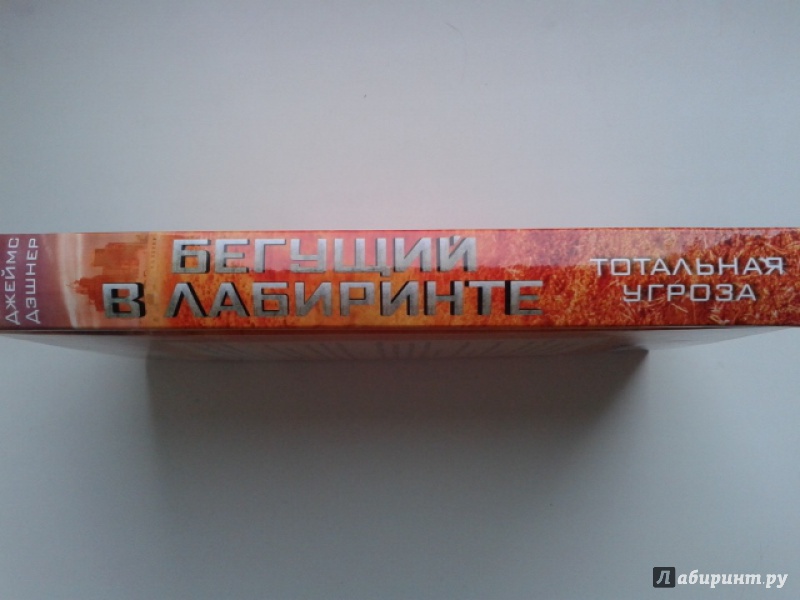 ДЖЕЙМС
ДЭШНЕР
БЕГУЩИЙ
В ЛАБИРИНТЕ
ТОТАЛЬНАЯ
УГРОЗА
Лабиринт.ру